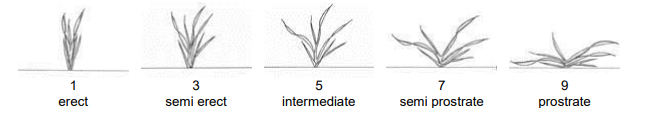 1 3 5 7 9
erect semi erect intermediate semi prostrate prostrate